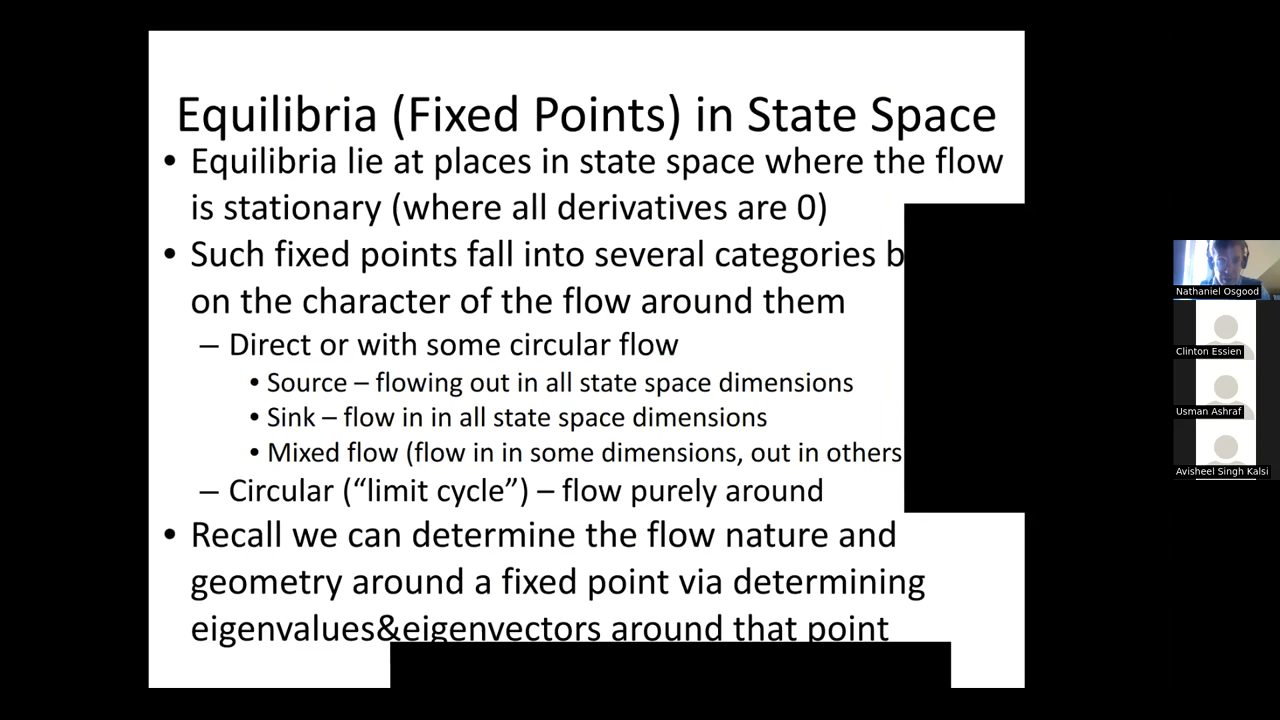 Equilibria (Fixed Points) in State Space
• Equilibria lie at places in state space where the flow
is stationary (where all derivatives are 0)
• Such fixed points fall into several categories b
on the character of the flow around them
– Direct or with some circular flow
• Source – flowing out in all state space dimensions
• Sink – flow in in all state space dimensions
• Mixed flow (flow in in some dimensions, out in others
– Circular (“limit cycle”) – flow purely around
• Recall we can determine the flow nature and
geometry around a fixed point via determining
eigenvalues&eigenvectors around that point
Nathaniel Osgood
Clinton Essien
Usman Ashraf
Avisheel Singh Kalsi